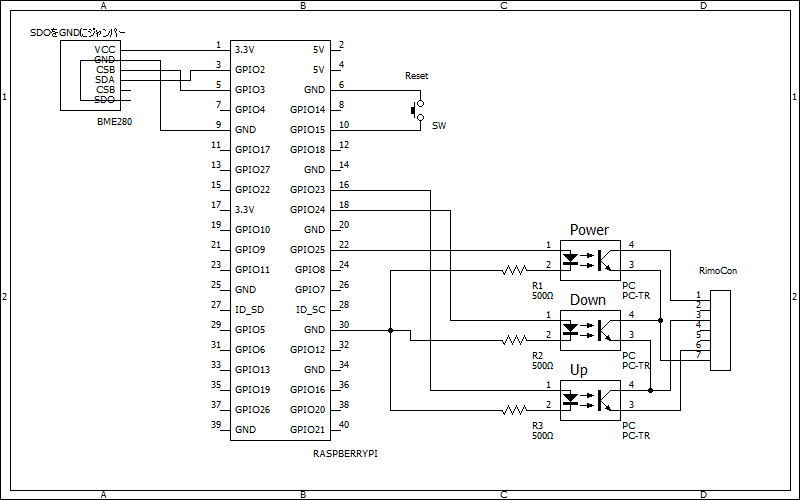 A B C D
SDOをGNDにジャンパー
VCC
GND
CSB
SDA
CSB
SDO
BME280
1 3.3V 5V 2
3 GPIO2 5V 4
5 GPIO3 GND 6
7 GPIO4 GPIO14 8
9 GND GPIO15 10
11 GPIO17 GPIO18 12
13 GPIO27 GND 14
15 GPIO22 GPIO23 16
17 3.3V GPIO24 18
19 GPIO10 GND 20
21 GPIO9 GPIO25 22
23 GPIO11 GPIO8 24
25 GND GPIO7 26
27 ID_SD ID_SC 28
29 GPIO5 GND 30
31 GPIO6 GPIO12 32
33 GPIO13 GND 34
35 GPIO19 GPIO16 36
37 GPIO26 GPIO20 38
39 GND GPIO21 40
RASPBERRYPI
Reset
SW
1 1
Power
1 4
2 3
R1 PC
500Ω PC-TR
Down
1 4
2 3
R2 PC
500Ω PC-TR
Up
1 4
2 3
R3 PC
500Ω PC-TR
RimoCon
1
2
3
4
5
6
7
2 2
A B C D